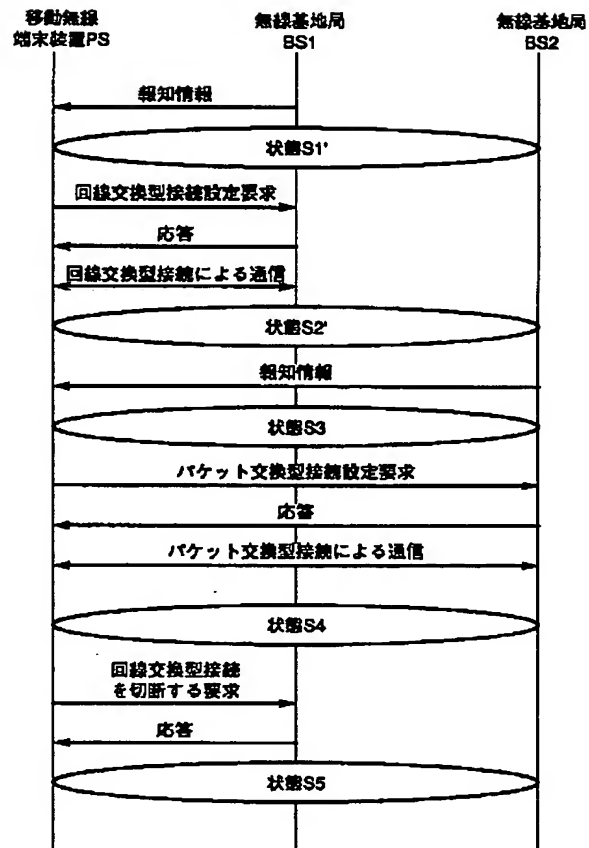 移動無線
端末装置PS
無線基地局
BS1
無線基地局
BS2
報知情報
状態S1'
回線交換型接続設定要求
応答
回線交換型接続による通信
状態S2'
報知情報
状態S3
パケット交換型接続設定要求
応答
パケット交換型接続による通信
状態S4
回線交換型接続
を切断する要求
応答
状態S5